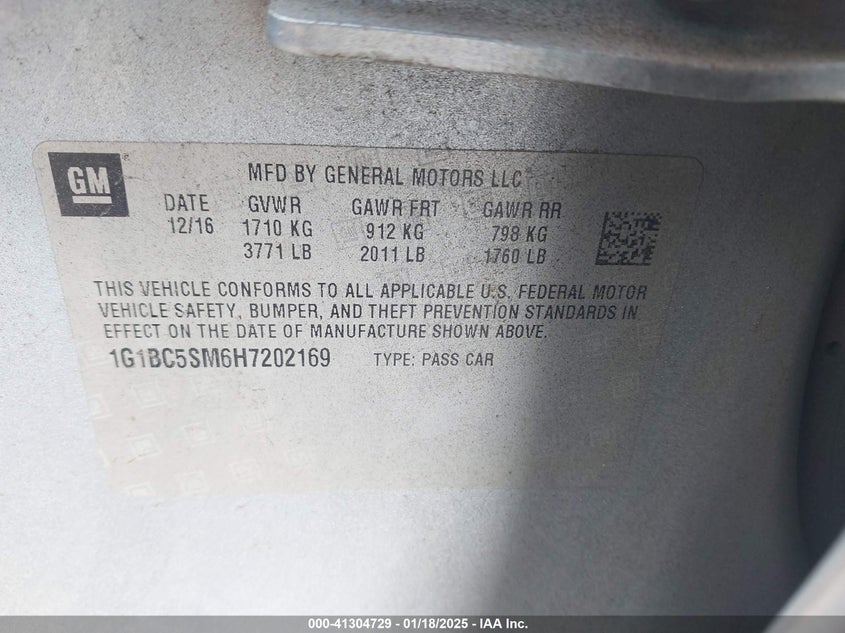 GM
MFD BY GENERAL MOTORS LLC
DATE GVWR GAWR FRT GAWR RR
12/16 1710 KG 912 KG 798 KG
3771 LB 2011 LB 1760 LB
THIS VEHICLE CONFORMS TO ALL APPLICABLE U.S. FEDERAL MOTOR
VEHICLE SAFETY, BUMPER, AND THEFT PREVENTION STANDARDS IN
EFFECT ON THE DATE OF MANUFACTURE SHOWN ABOVE.
1G1BC5SM6H7202169 TYPE: PASS CAR
000-41304729 - 01/18/2025 - IAA Inc.